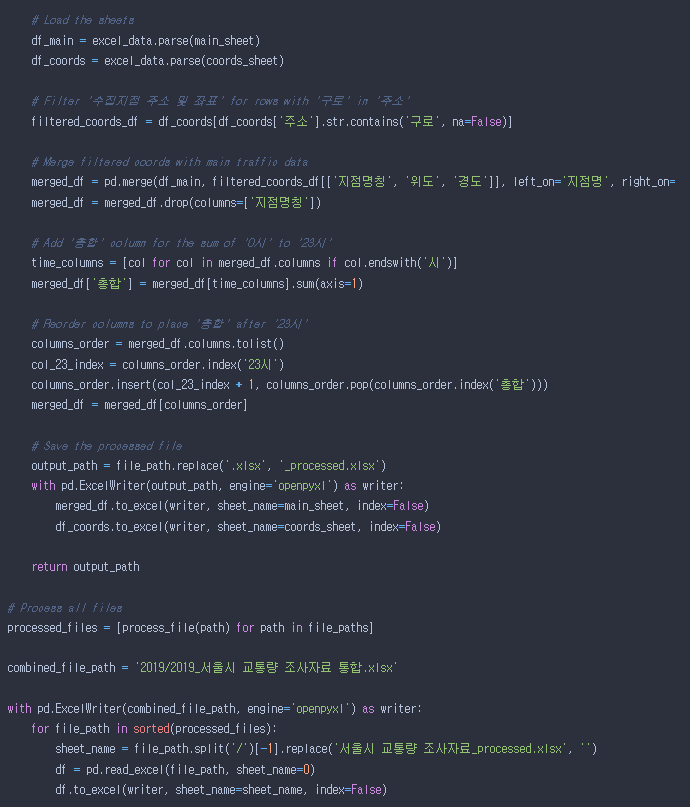 # Load the sheets
df_main = excel_data.parse(main_sheet)
df_coords = excel_data.parse(coords_sheet)
# Filter '수집지점 주소 및 좌표' for rows with '구로' in '주소'
filtered_coords_df = df_coords[df_coords['주소'].str.contains('구로', na=False)]
# Merge filtered coords with main traffic data
merged_df = pd.merge(df_main, filtered_coords_df[['지점명칭', '위도', '경도']], left_on='지점명', right_on=
merged_df = merged_df.drop(columns=['지점명칭'])
# Add '총합' column for the sum of '0시' to '23시'
time_columns = [col for col in merged_df.columns if col.endswith('시')]
merged_df['총합'] = merged_df[time_columns].sum(axis=1)
# Reorder columns to place '총합' after '23시'
columns_order = merged_df.columns.tolist()
col_23_index = columns_order.index('23시')
columns_order.insert(col_23_index + 1, columns_order.pop(columns_order.index('총합')))
merged_df = merged_df[columns_order]
# Save the processed file
output_path = file_path.replace('.xlsx', '_processed.xlsx')
with pd.ExcelWriter(output_path, engine='openpyxl') as writer:
merged_df.to_excel(writer, sheet_name=main_sheet, index=False)
df_coords.to_excel(writer, sheet_name=coords_sheet, index=False)
return output_path
# Process all files
processed_files = [process_file(path) for path in file_paths]
combined_file_path = '2019/2019_서울시 교통량 조사자료 통합.xlsx'
with pd.ExcelWriter(combined_file_path, engine='openpyxl') as writer:
for file_path in sorted(processed_files):
sheet_name = file_path.split('/')[-1].replace('서울시 교통량 조사자료_processed.xlsx', '')
df = pd.read_excel(file_path, sheet_name=0)
df.to_excel(writer, sheet_name=sheet_name, index=False)